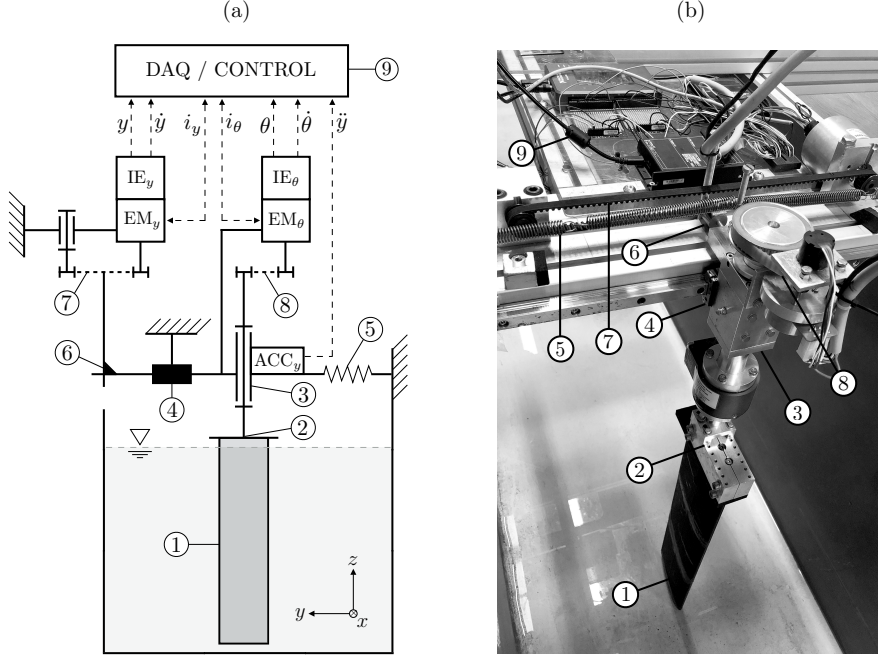 (a)
(b)
DAQ / CONTROL
9
y ẏ i_y i_θ θ θ̇ ÿ
IE_y
IE_θ
EM_y
EM_θ
7
8
6
5
ACC_y
4
3
2
1
z
y
x
9
6
4
5
7
8
3
2
1